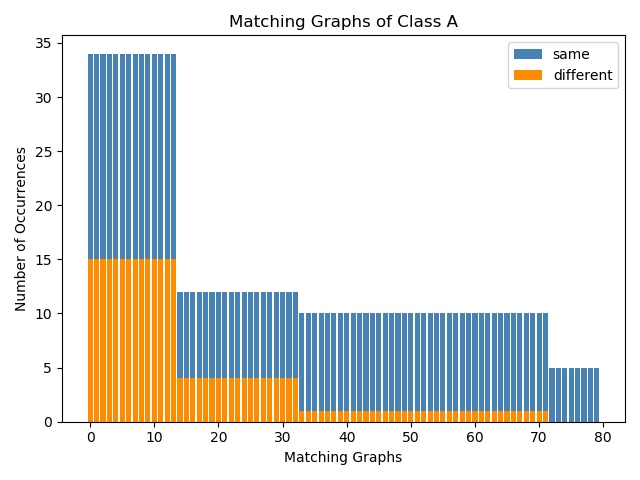 Matching Graphs of Class A
same
different
Number of Occurrences
35
30
25
20
15
10
5
0
0 10 20 30 40 50 60 70 80
Matching Graphs